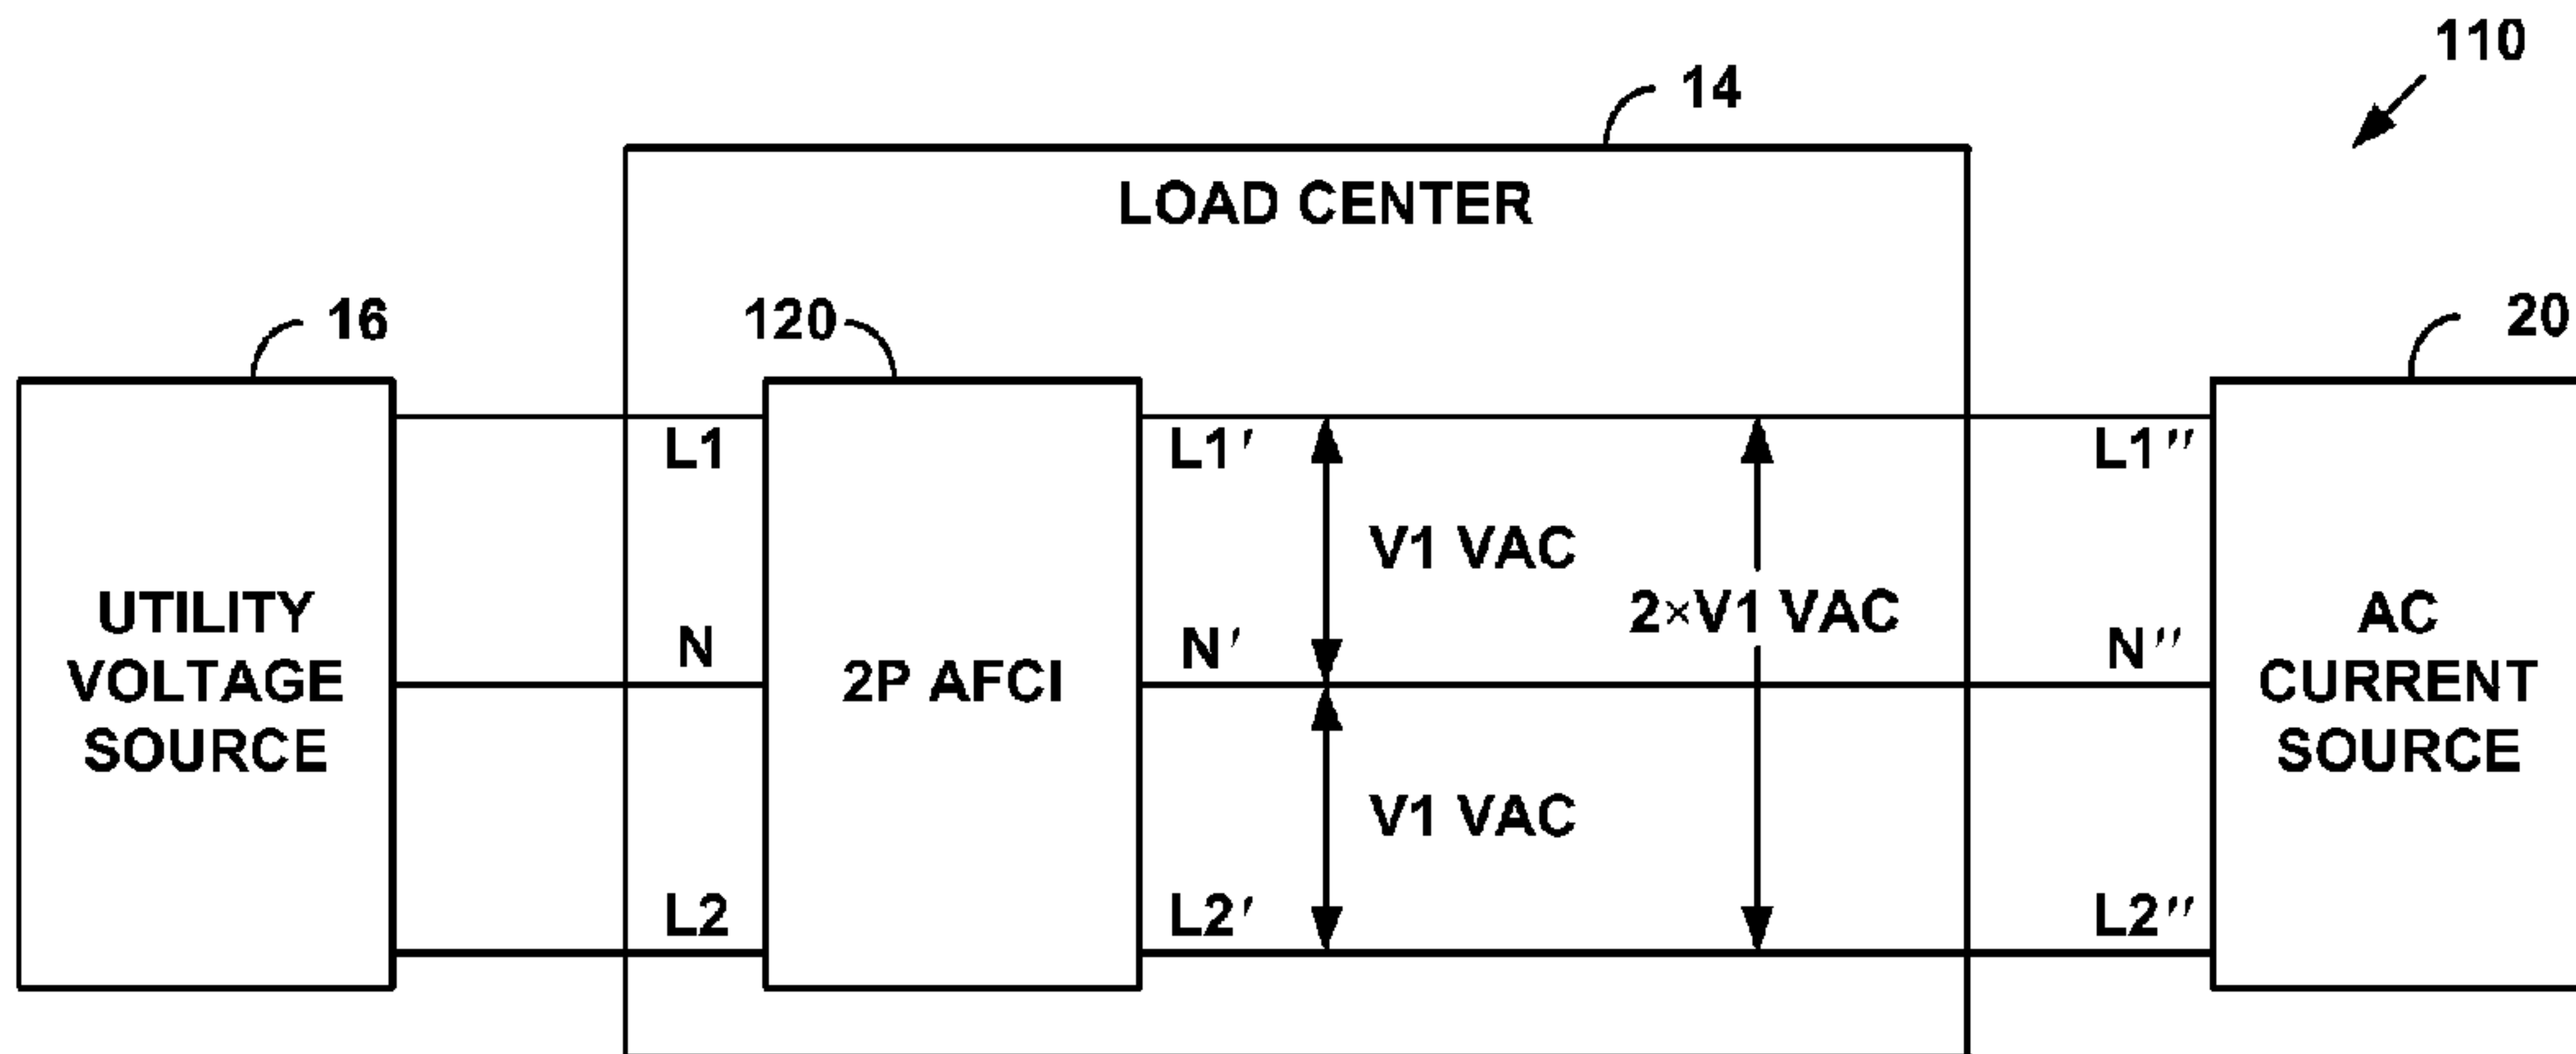 110
14
LOAD CENTER
16
120
20
L1
L1′
L1″
V1 VAC
UTILITY
VOLTAGE
SOURCE
N
2P AFCI
N′
2×V1 VAC
N″
AC
CURRENT
SOURCE
V1 VAC
L2
L2′
L2″